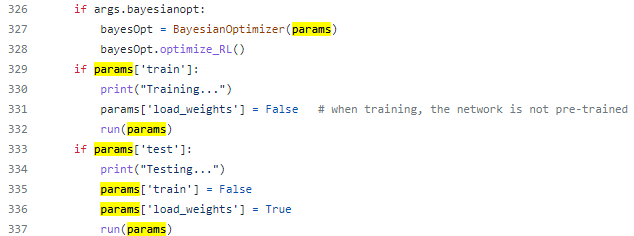 326 if args.bayesianopt:
327 bayesOpt = BayesianOptimizer(params)
328 bayesOpt.optimize_RL()
329 if params['train']:
330 print("Training...")
331 params['load_weights'] = False # when training, the network is not pre-trained
332 run(params)
333 if params['test']:
334 print("Testing...")
335 params['train'] = False
336 params['load_weights'] = True
337 run(params)